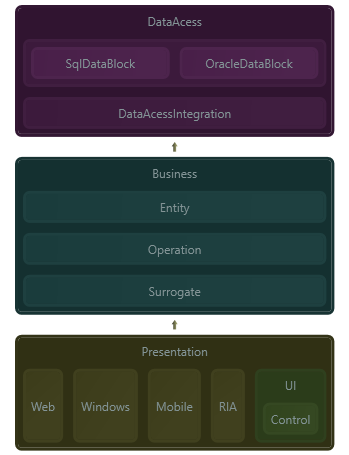 DataAcess
SqlDataBlock OracleDataBlock
DataAcessIntegration
Business
Entity
Operation
Surrogate
Presentation
Web Windows Mobile RIA UI
Control